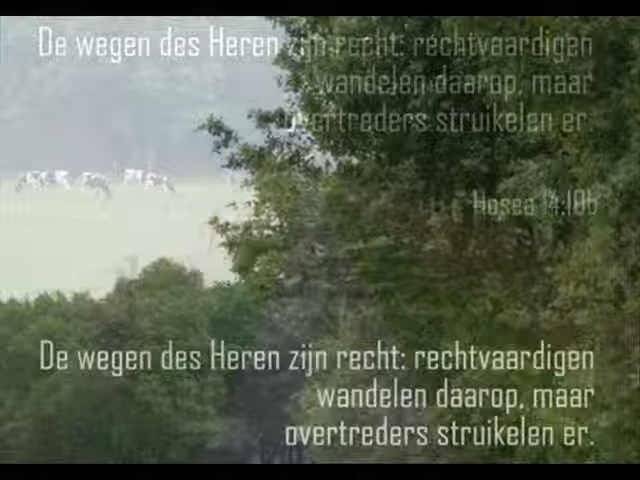 De wegen des Heren zijn recht: rechtvaardigen
wandelen daarop, maar
overtreders struikelen er.
Hosea 14:10b
De wegen des Heren zijn recht: rechtvaardigen
wandelen daarop, maar
overtreders struikelen er.